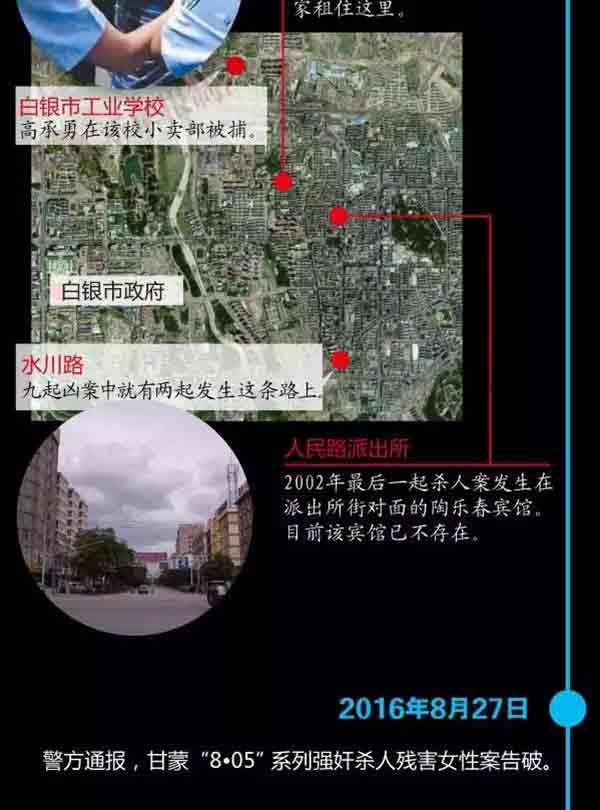 家租住这里。
白银市工业学校
高承勇在该校小卖部被捕。
白银市政府
水川路
九起凶案中就有两起发生这条路上。
人民路派出所
2002年最后一起杀人案发生在
派出所街对面的陶乐春宾馆。
目前该宾馆已不存在。
2016年8月27日
警方通报，甘蒙“8•05”系列强奸杀人残害女性案告破。